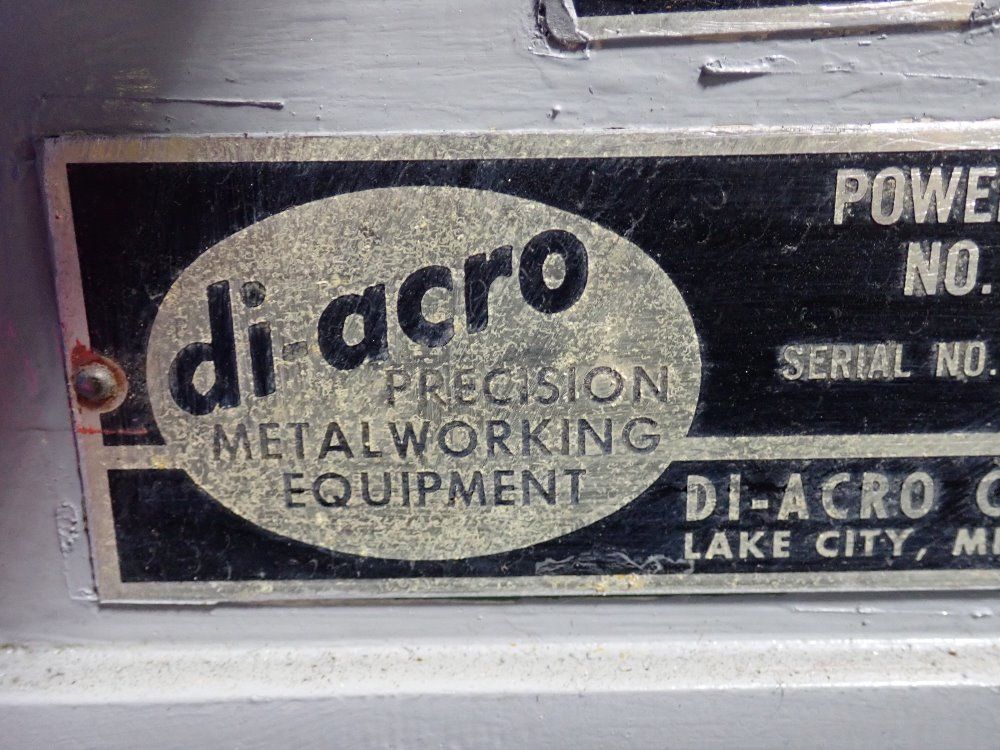 di-acro
PRECISION
METALWORKING
EQUIPMENT
POWE
NO.
SERIAL NO.
DI-ACRO C
LAKE CITY, MI